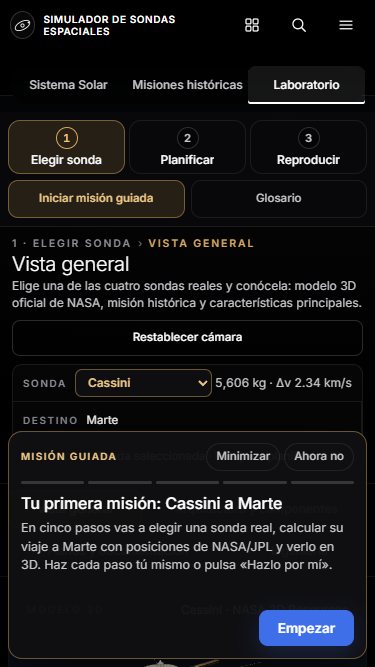 SIMULADOR DE SONDAS
ESPACIALES
Sistema Solar Misiones históricas Laboratorio
1 2 3
Elegir sonda Planificar Reproducir
Iniciar misión guiada Glosario
1 · ELEGIR SONDA › VISTA GENERAL
Vista general
Elige una de las cuatro sondas reales y conócela: modelo 3D
oficial de NASA, misión histórica y características principales.
Restablecer cámara
SONDA Cassini 5,606 kg · Δv 2.34 km/s
DESTINO Marte
MISIÓN GUIADA Minimizar Ahora no
Tu primera misión: Cassini a Marte
En cinco pasos vas a elegir una sonda real, calcular su
viaje a Marte con posiciones de NASA/JPL y verlo en
3D. Haz cada paso tú mismo o pulsa «Hazlo por mí».
Empezar